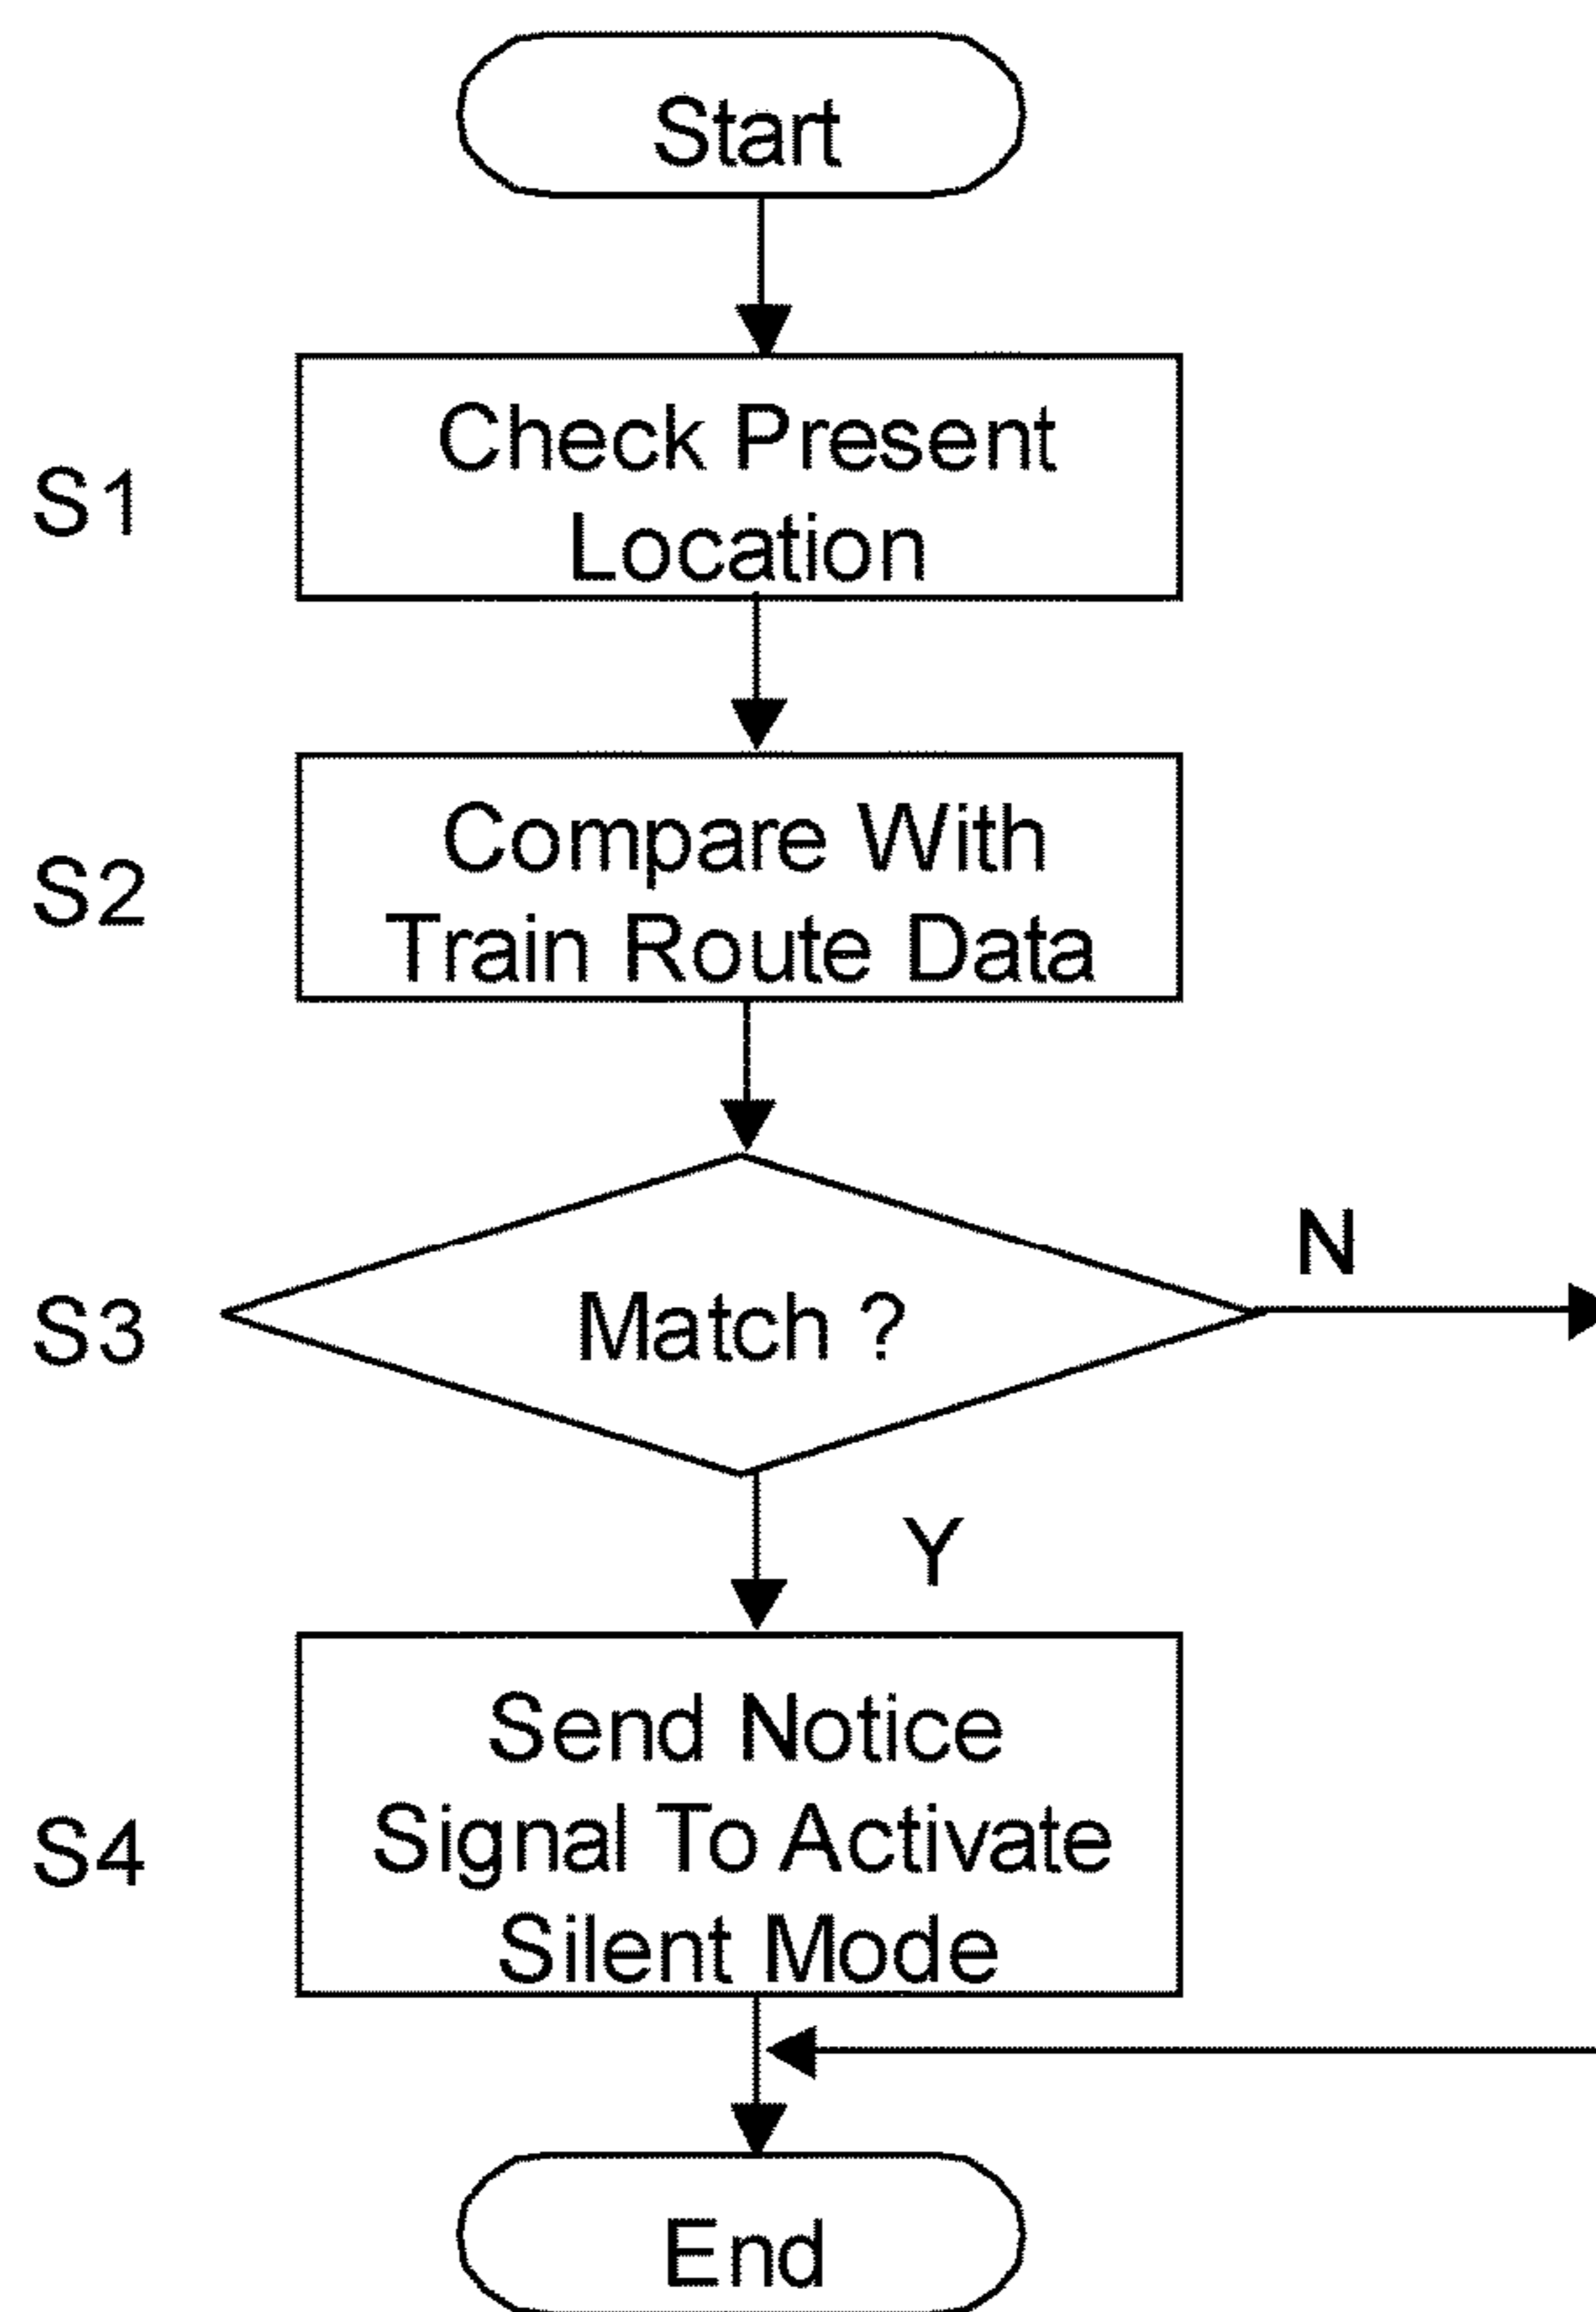 Start
S1
Check Present
Location
S2
Compare With
Train Route Data
S3
Match ?
N
Y
S4
Send Notice
Signal To Activate
Silent Mode
End